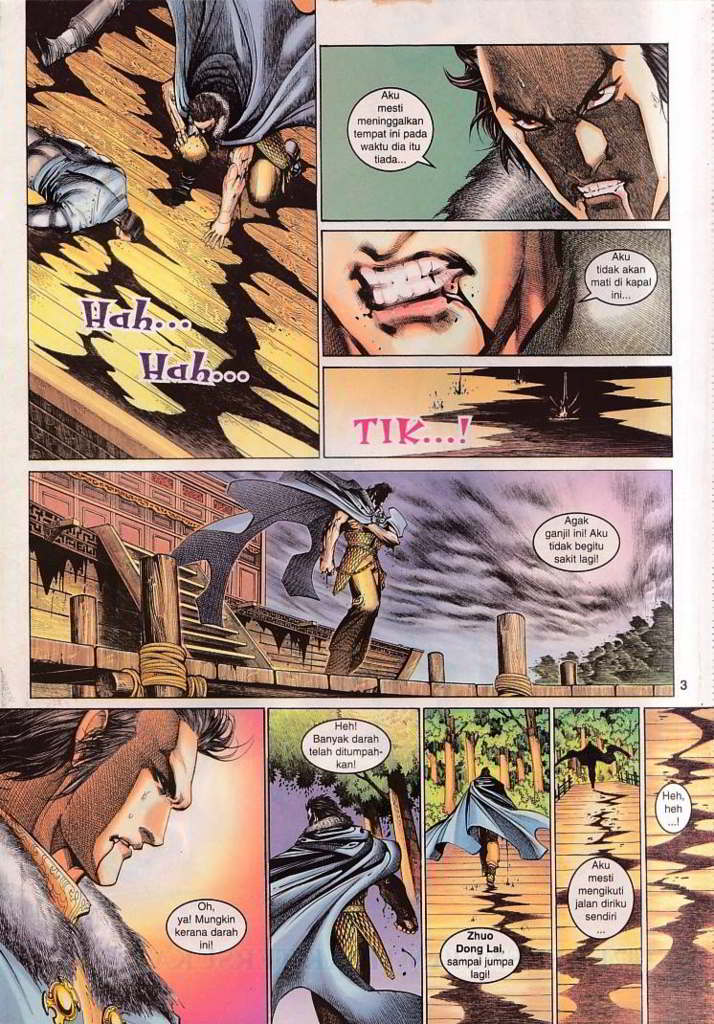 Hah...
Hah...
Aku
mesti
meninggalkan
tempat ini pada
waktu dia itu
tiada...
Aku
tidak akan
mati di kapal
ini...
TIK...!
Agak
ganjil ini! Aku
tidak begitu
sakit lagi!
3
Oh,
ya! Mungkin
kerana darah
ini!
Heh!
Banyak darah
telah ditumpah-
kan!
Zhuo
Dong Lai,
sampai jumpa
lagi!
Aku
mesti
mengikuti
jalan diriku
sendiri
...
Heh,
heh
...!